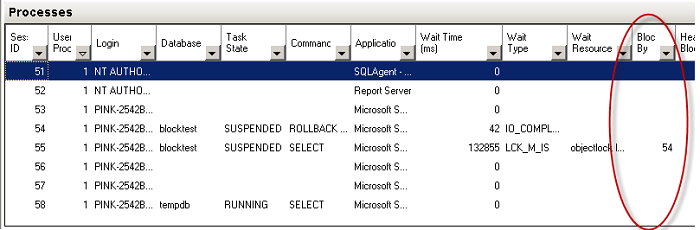 Processes
Ses: ID User Proc Login Database Task State Commanc Applicatio Wait Time (ms) Wait Type Wait Resource Bloc By Hea Bloc
51 1 NT AUTHO... SQLAgent -... 0
52 1 NT AUTHO... Report Server 0
53 1 PINK-2542B... Microsoft S... 0
54 1 PINK-2542B... blocktest SUSPENDED ROLLBACK ... Microsoft S... 42 IO_COMPL...
55 1 PINK-2542B... blocktest SUSPENDED SELECT Microsoft S... 132855 LCK_M_IS objectlock l... 54
56 1 PINK-2542B... Microsoft S... 0
57 1 PINK-2542B... Microsoft S... 0
58 1 PINK-2542B... tempdb RUNNING SELECT Microsoft S... 0